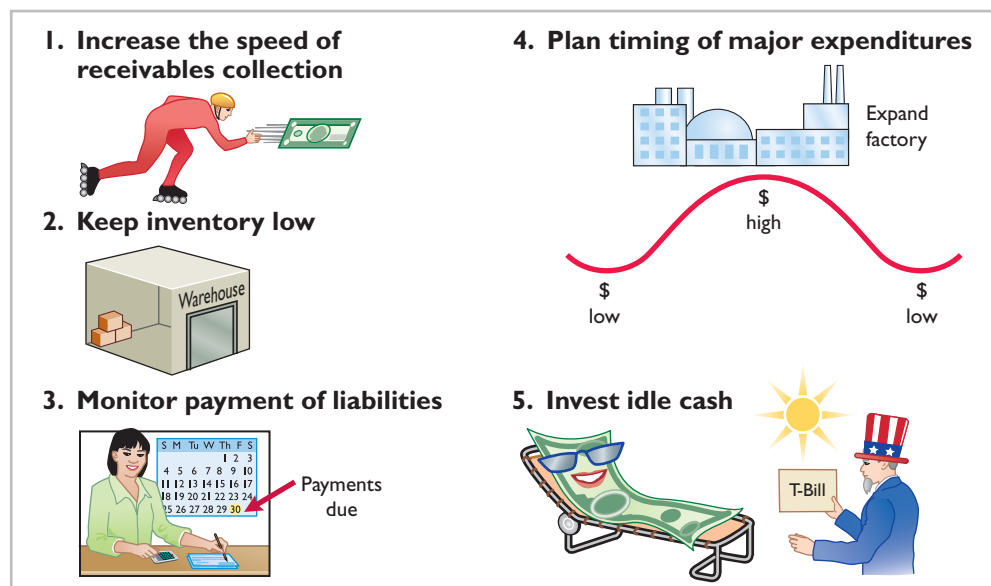 1. Increase the speed of
receivables collection
2. Keep inventory low
Warehouse
3. Monitor payment of liabilities
S M Tu W Th F S
1 2 3
4 5 6 7 8 9 10
11 12 13 14 15 16 17
18 19 20 21 22 23 24
25 26 27 28 29 30
Payments
due
4. Plan timing of major expenditures
Expand
factory
$
high
$
low
$
low
5. Invest idle cash
T-Bill